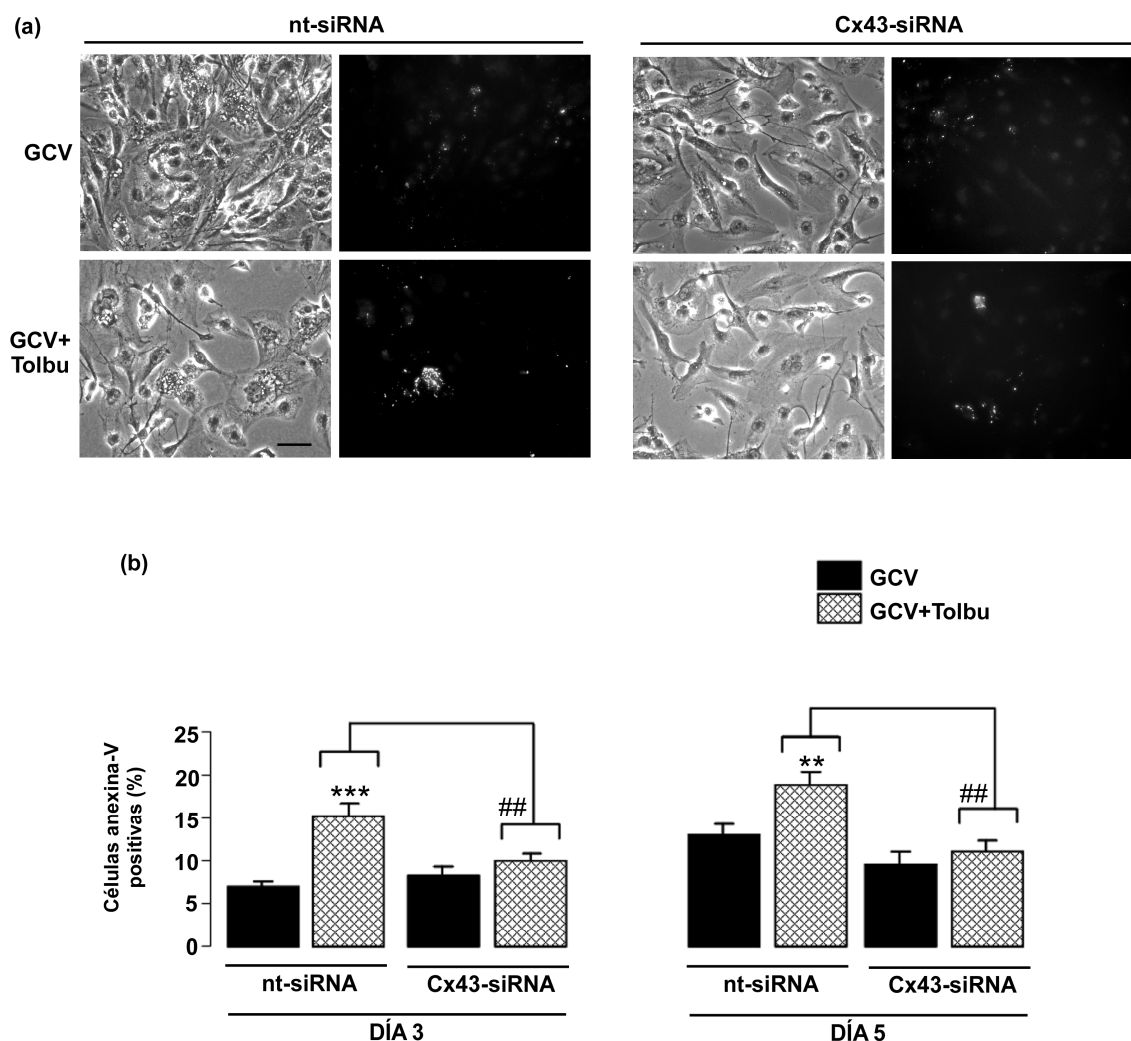 (a)
nt-siRNA
Cx43-siRNA
GCV
GCV+
Tolbu
(b)
GCV
GCV+Tolbu
Células anexina-V
positivas (%)
25
20
15
10
5
0
***
##
**
##
nt-siRNA
Cx43-siRNA
nt-siRNA
Cx43-siRNA
DÍA 3
DÍA 5